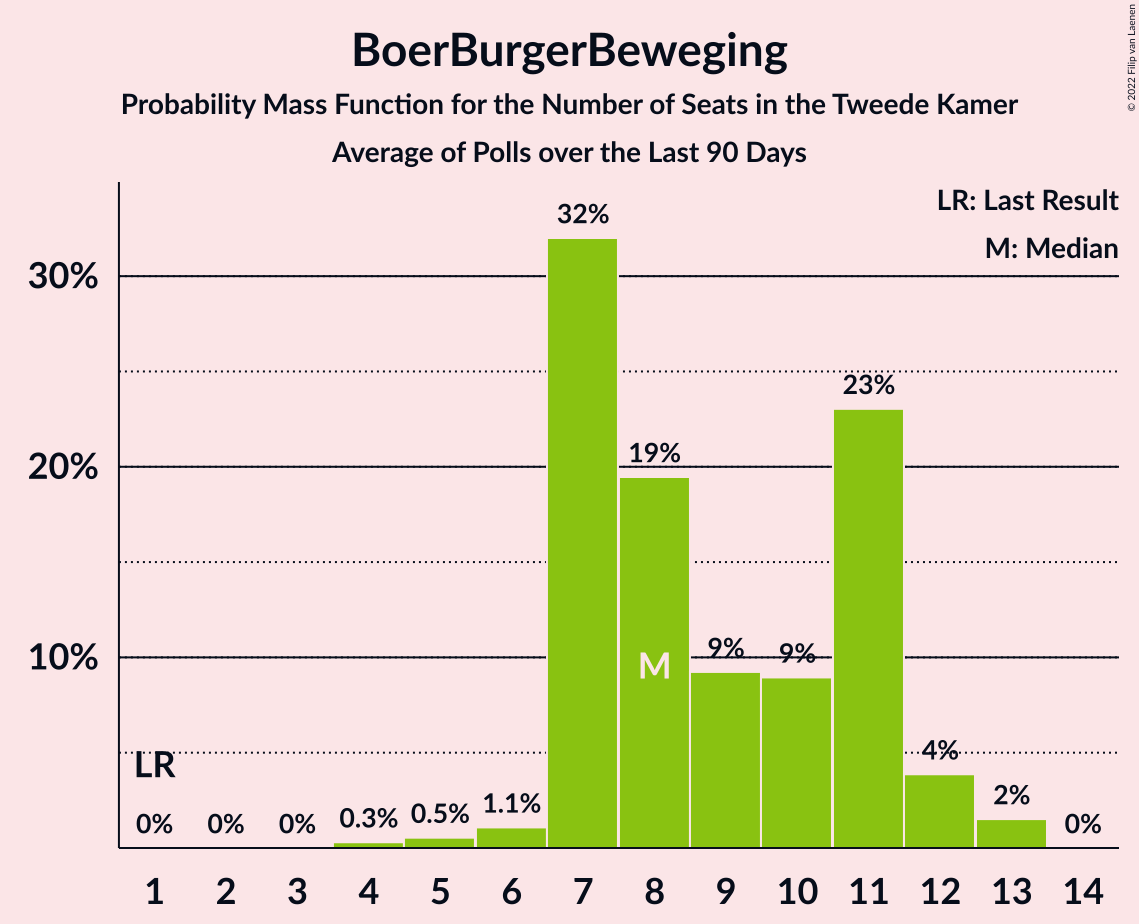 BoerBurgerBeweging
Probability Mass Function for the Number of Seats in the Tweede Kamer
Average of Polls over the Last 90 Days
© 2022 Filip van Laenen
LR: Last Result
M: Median
30%
20%
10%
32%
19%
9%
9%
23%
4%
2%
0%
0%
0%
0%
0.3%
0.5%
1.1%
LR
M
1 2 3 4 5 6 7 8 9 10 11 12 13 14